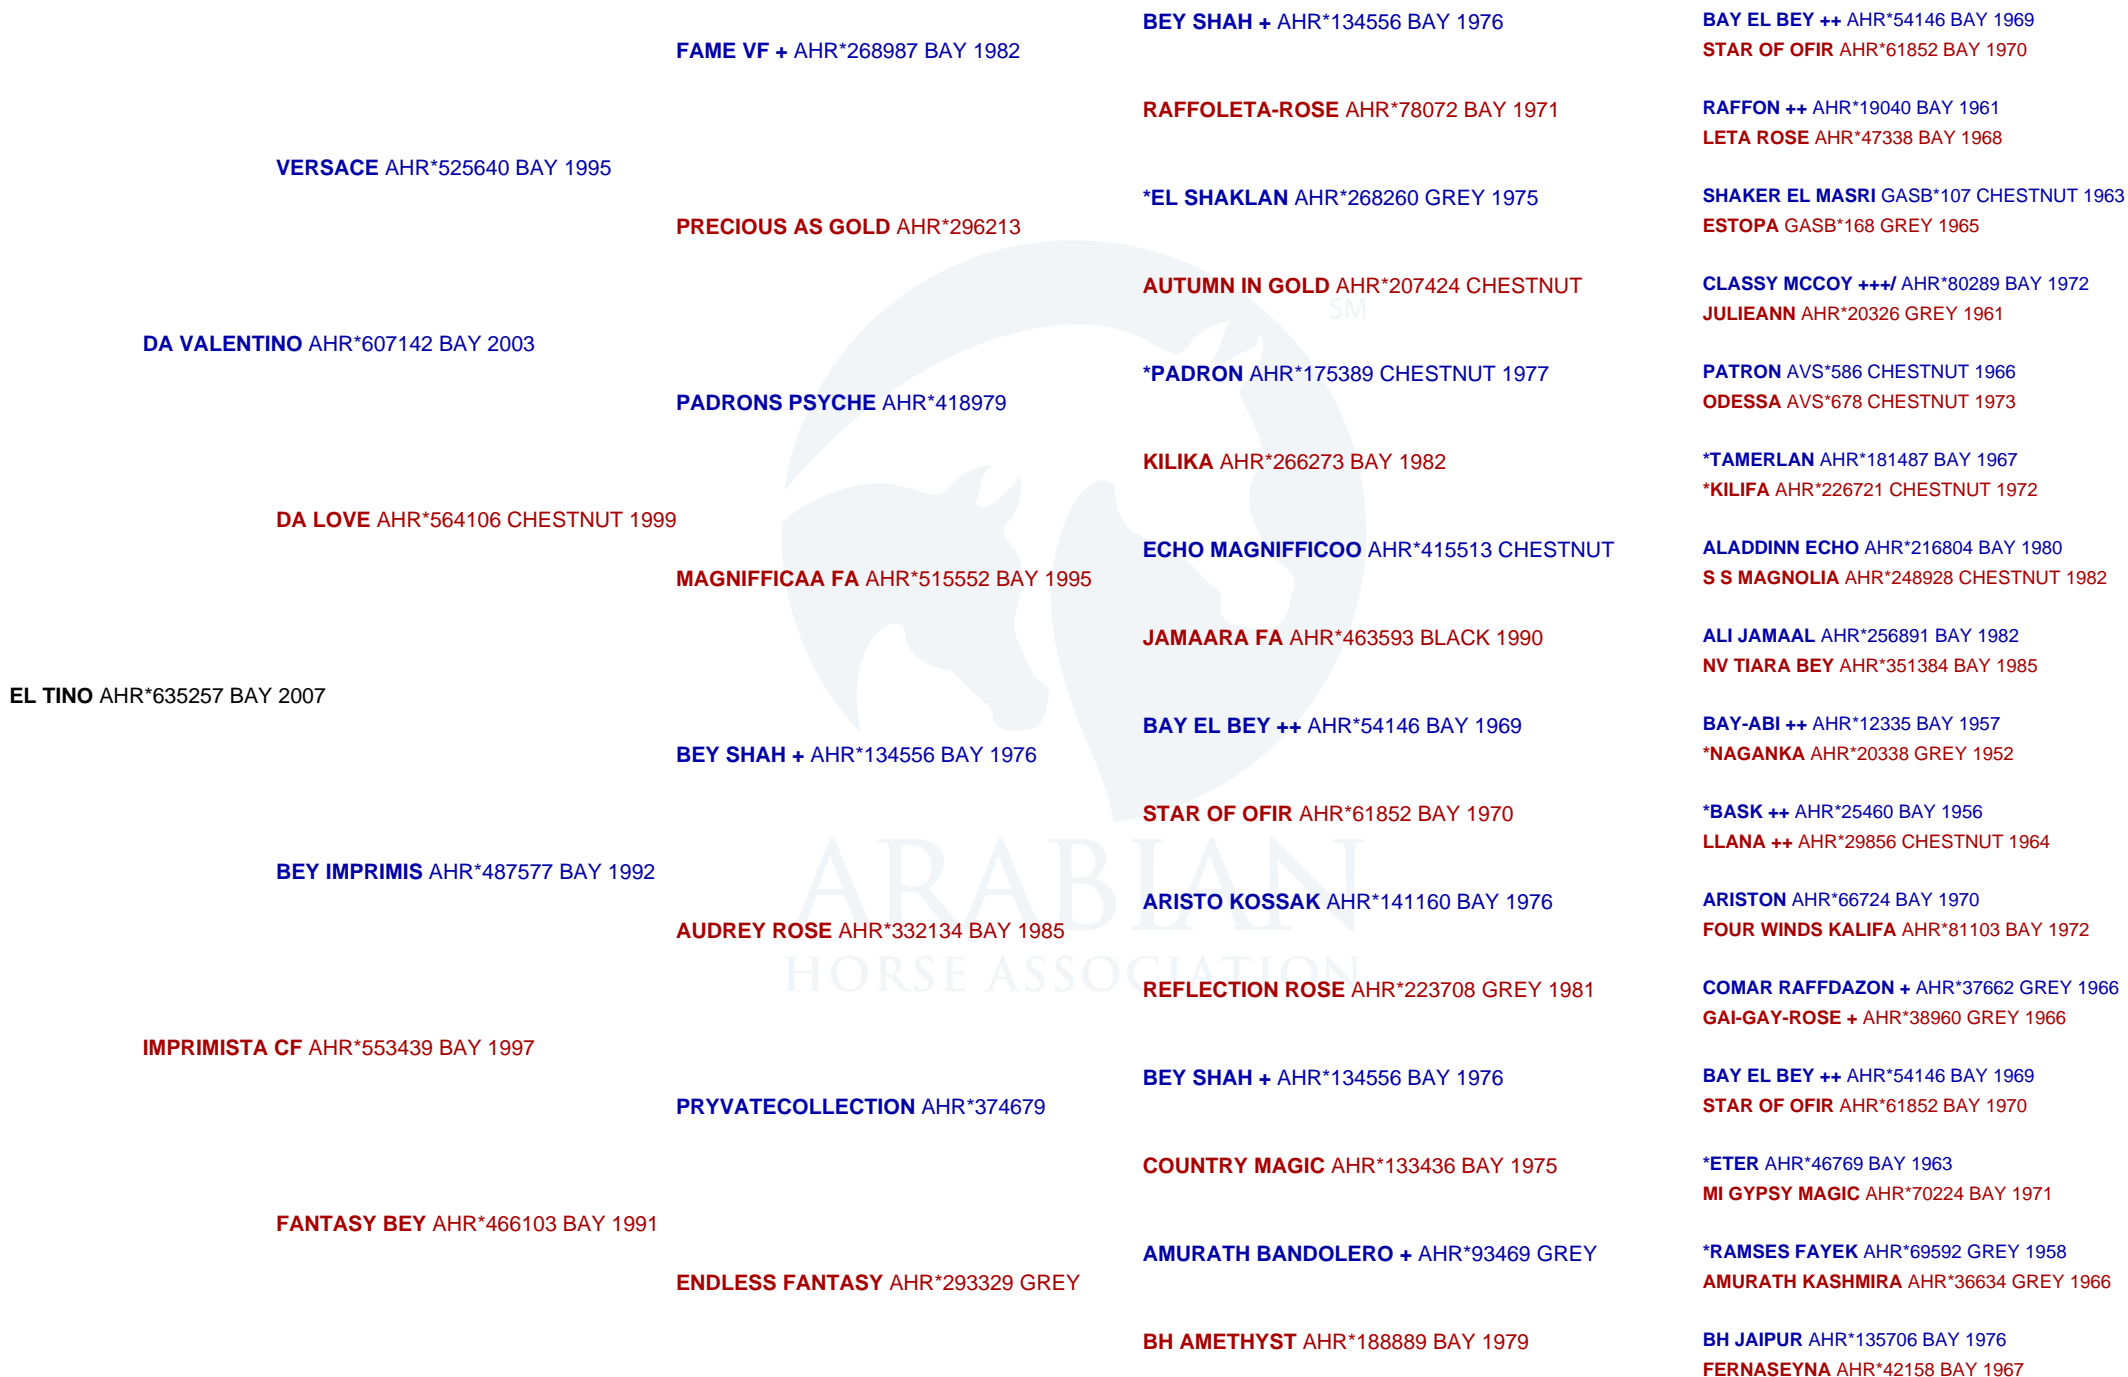 BEY SHAH + AHR*134556 BAY 1976
BAY EL BEY ++ AHR*54146 BAY 1969
FAME VF + AHR*268987 BAY 1982
STAR OF OFIR AHR*61852 BAY 1970
RAFFOLETA-ROSE AHR*78072 BAY 1971
RAFFON ++ AHR*19040 BAY 1961
LETA ROSE AHR*47338 BAY 1968
VERSACE AHR*525640 BAY 1995
*EL SHAKLAN AHR*268260 GREY 1975
SHAKER EL MASRI GASB*107 CHESTNUT 1963
PRECIOUS AS GOLD AHR*296213
ESTOPA GASB*168 GREY 1965
AUTUMN IN GOLD AHR*207424 CHESTNUT
CLASSY MCCOY +++/ AHR*80289 BAY 1972
SM
JULIEANN AHR*20326 GREY 1961
DA VALENTINO AHR*607142 BAY 2003
*PADRON AHR*175389 CHESTNUT 1977
PATRON AVS*586 CHESTNUT 1966
PADRONS PSYCHE AHR*418979
ODESSA AVS*678 CHESTNUT 1973
KILIKA AHR*266273 BAY 1982
*TAMERLAN AHR*181487 BAY 1967
*KILIFA AHR*226721 CHESTNUT 1972
DA LOVE AHR*564106 CHESTNUT 1999
ECHO MAGNIFFICOO AHR*415513 CHESTNUT
ALADDINN ECHO AHR*216804 BAY 1980
MAGNIFFICAA FA AHR*515552 BAY 1995
S S MAGNOLIA AHR*248928 CHESTNUT 1982
JAMAARA FA AHR*463593 BLACK 1990
ALI JAMAAL AHR*256891 BAY 1982
NV TIARA BEY AHR*351384 BAY 1985
EL TINO AHR*635257 BAY 2007
BAY EL BEY ++ AHR*54146 BAY 1969
BAY-ABI ++ AHR*12335 BAY 1957
BEY SHAH + AHR*134556 BAY 1976
*NAGANKA AHR*20338 GREY 1952
STAR OF OFIR AHR*61852 BAY 1970
*BASK ++ AHR*25460 BAY 1956
LLANA ++ AHR*29856 CHESTNUT 1964
ARABIAN
BEY IMPRIMIS AHR*487577 BAY 1992
ARISTO KOSSAK AHR*141160 BAY 1976
ARISTON AHR*66724 BAY 1970
AUDREY ROSE AHR*332134 BAY 1985
FOUR WINDS KALIFA AHR*81103 BAY 1972
HORSE ASSOCIATION
REFLECTION ROSE AHR*223708 GREY 1981
COMAR RAFFDAZON + AHR*37662 GREY 1966
GAI-GAY-ROSE + AHR*38960 GREY 1966
IMPRIMISTA CF AHR*553439 BAY 1997
BEY SHAH + AHR*134556 BAY 1976
BAY EL BEY ++ AHR*54146 BAY 1969
PRYVATECOLLECTION AHR*374679
STAR OF OFIR AHR*61852 BAY 1970
COUNTRY MAGIC AHR*133436 BAY 1975
*ETER AHR*46769 BAY 1963
MI GYPSY MAGIC AHR*70224 BAY 1971
FANTASY BEY AHR*466103 BAY 1991
AMURATH BANDOLERO + AHR*93469 GREY
*RAMSES FAYEK AHR*69592 GREY 1958
ENDLESS FANTASY AHR*293329 GREY
AMURATH KASHMIRA AHR*36634 GREY 1966
BH AMETHYST AHR*188889 BAY 1979
BH JAIPUR AHR*135706 BAY 1976
FERNASEYNA AHR*42158 BAY 1967